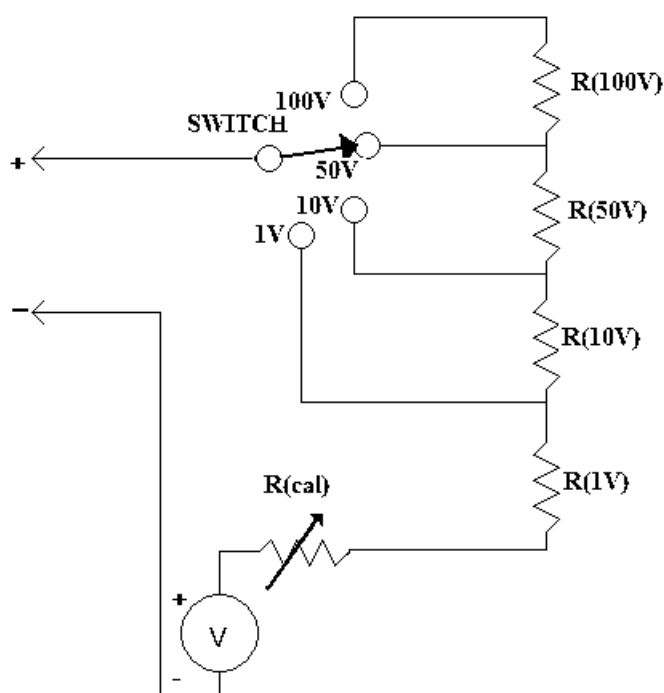 R(100V)
100V
SWITCH
+
50V
10V
R(50V)
1V
−
R(10V)
R(cal)
R(1V)
+
V
-